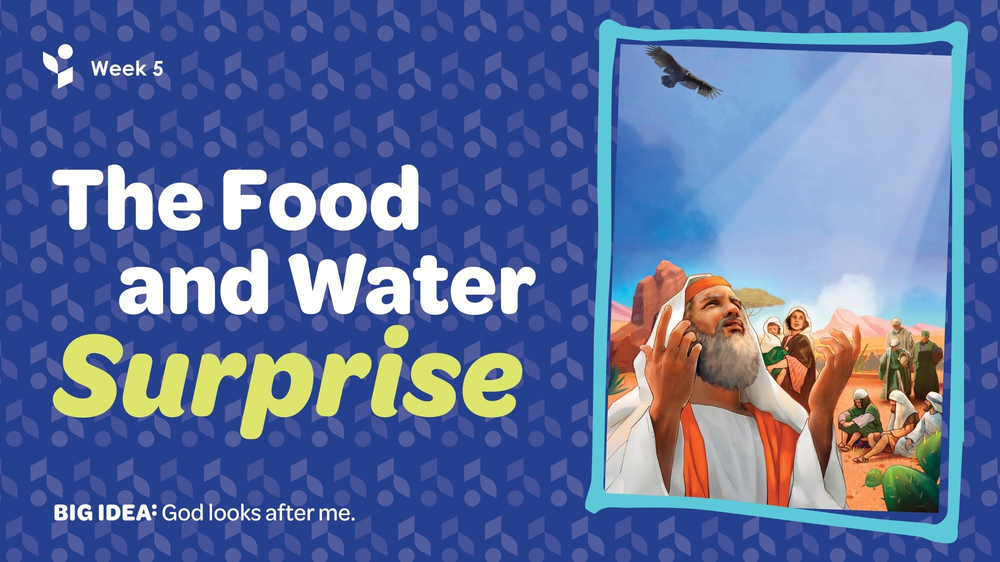 Week 5
The Food
and Water
Surprise
BIG IDEA: God looks after me.